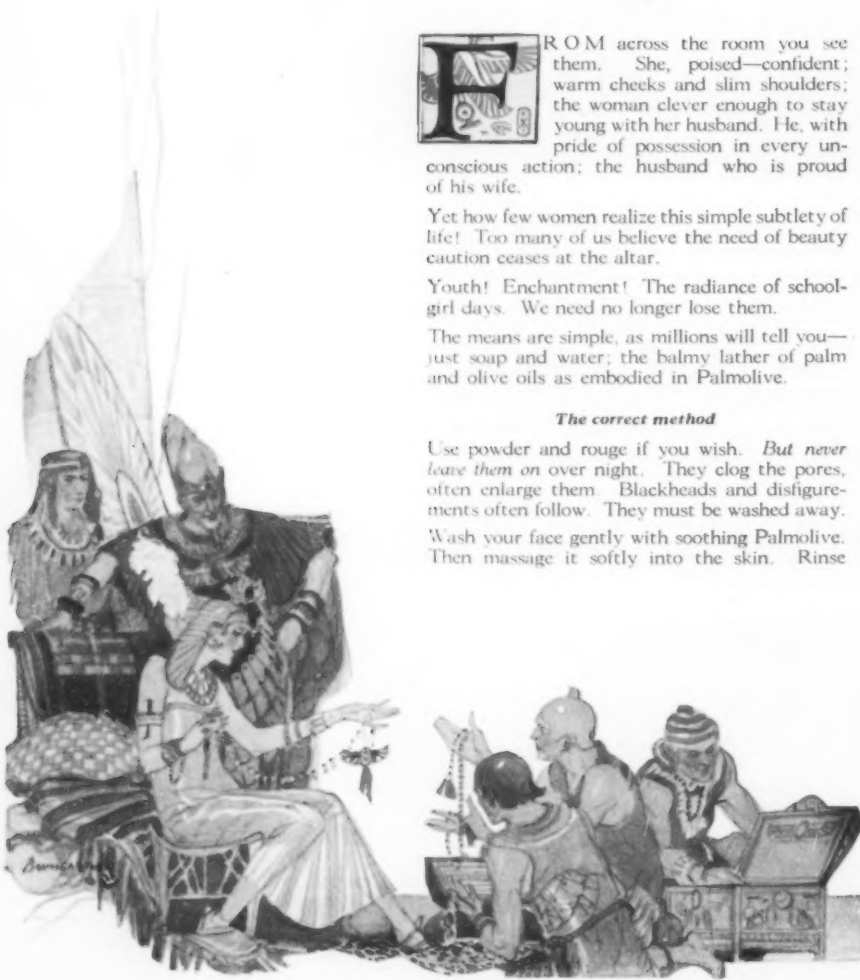 FROM across the room you see
them. She, poised—confident;
warm cheeks and slim shoulders;
the woman clever enough to stay
young with her husband. He, with
pride of possession in every un-
conscious action; the husband who is proud
of his wife.
Yet how few women realize this simple subtlety of
life! Too many of us believe the need of beauty
caution ceases at the altar.
Youth! Enchantment! The radiance of school-
girl days. We need no longer lose them.
The means are simple, as millions will tell you—
just soap and water; the balmy lather of palm
and olive oils as embodied in Palmolive.
The correct method
Use powder and rouge if you wish. But never
leave them on over night. They clog the pores,
often enlarge them. Blackheads and disfigure-
ments often follow. They must be washed away.
Wash your face gently with soothing Palmolive.
Then massage it softly into the skin. Rinse